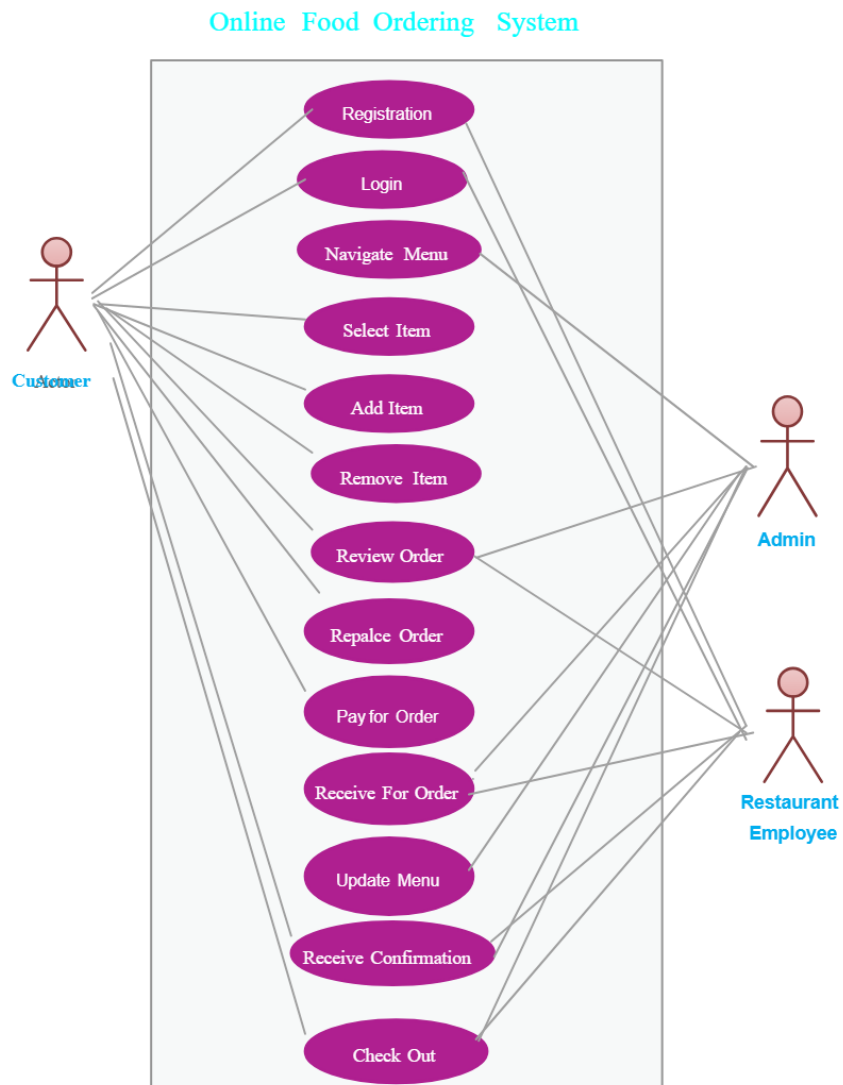 Online Food Ordering System
Registration
Login
Navigate Menu
Select Item
Customer
Add Item
Remove Item
Admin
Review Order
Repalce Order
Pay for Order
Receive For Order
Restaurant
Employee
Update Menu
Receive Confirmation
Check Out